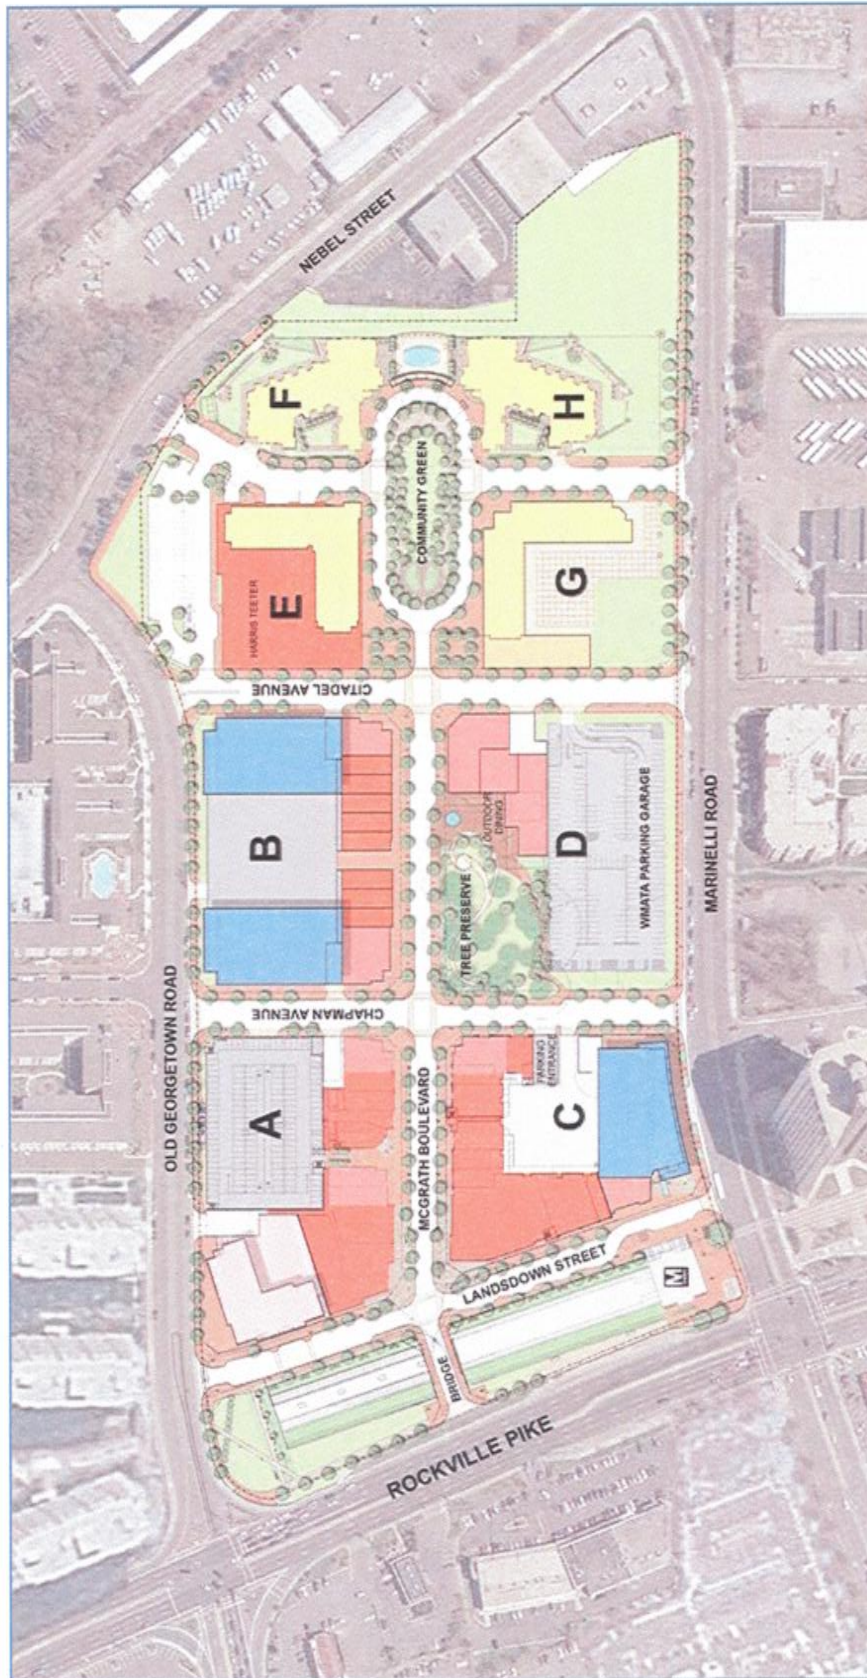 NEBEL STREET
F
H
COMMUNITY GREEN
HARRIS TEETER
E
G
CITADEL AVENUE
B
OUTDOOR
DINING
D
WMATA PARKING GARAGE
TREE PRESERVE
MARINELLI ROAD
OLD GEORGETOWN ROAD
CHAPMAN AVENUE
A
MCGRATH BOULEVARD
PARKING
ENTRANCE
C
LANDSDOWN STREET
M
BRIDGE
ROCKVILLE PIKE